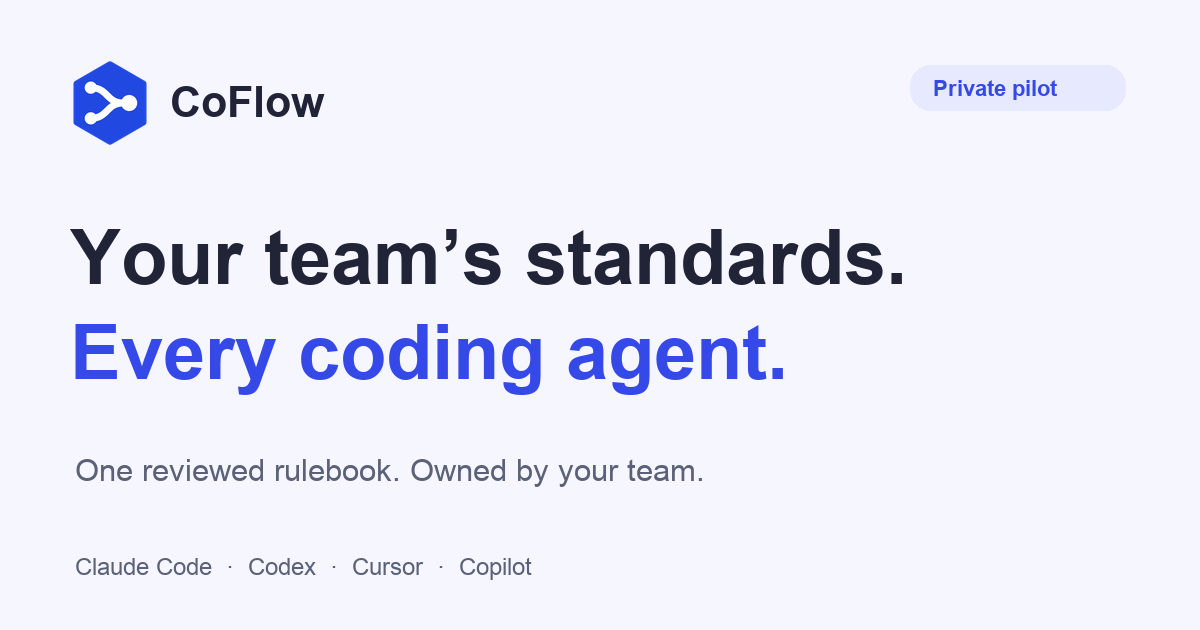 CoFlow
Private pilot
Your team’s standards.
Every coding agent.
One reviewed rulebook. Owned by your team.
Claude Code · Codex · Cursor · Copilot